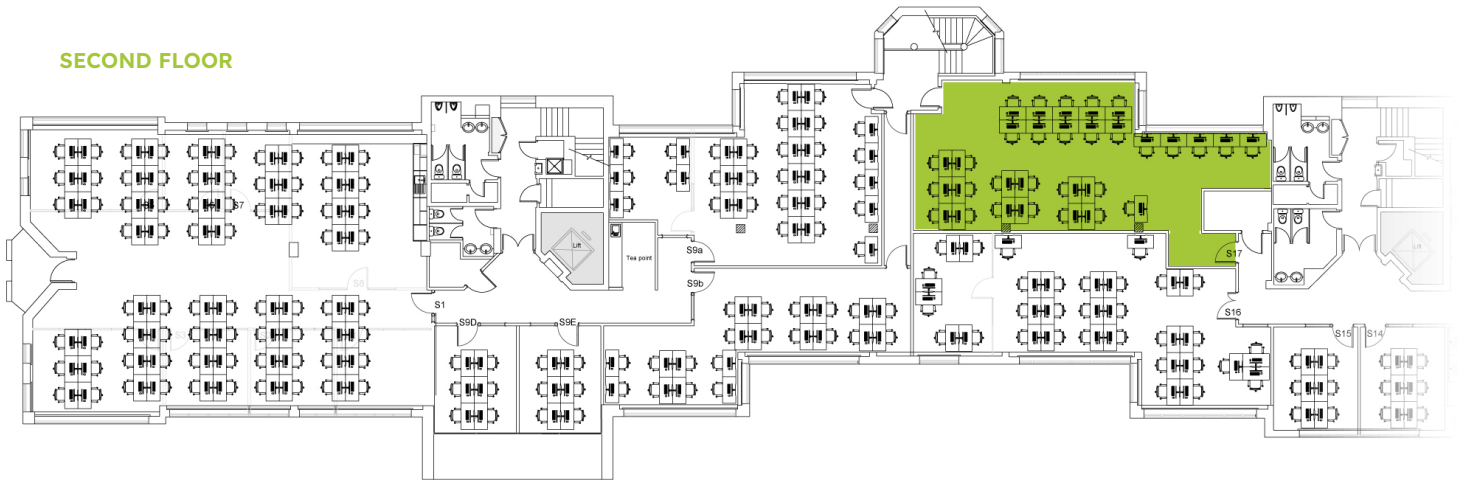 SECOND FLOOR
S7
S8
S1
S9D
S9E
Lift
Tea point
S9a
S9b
S17
S16
S15
S14
Lift